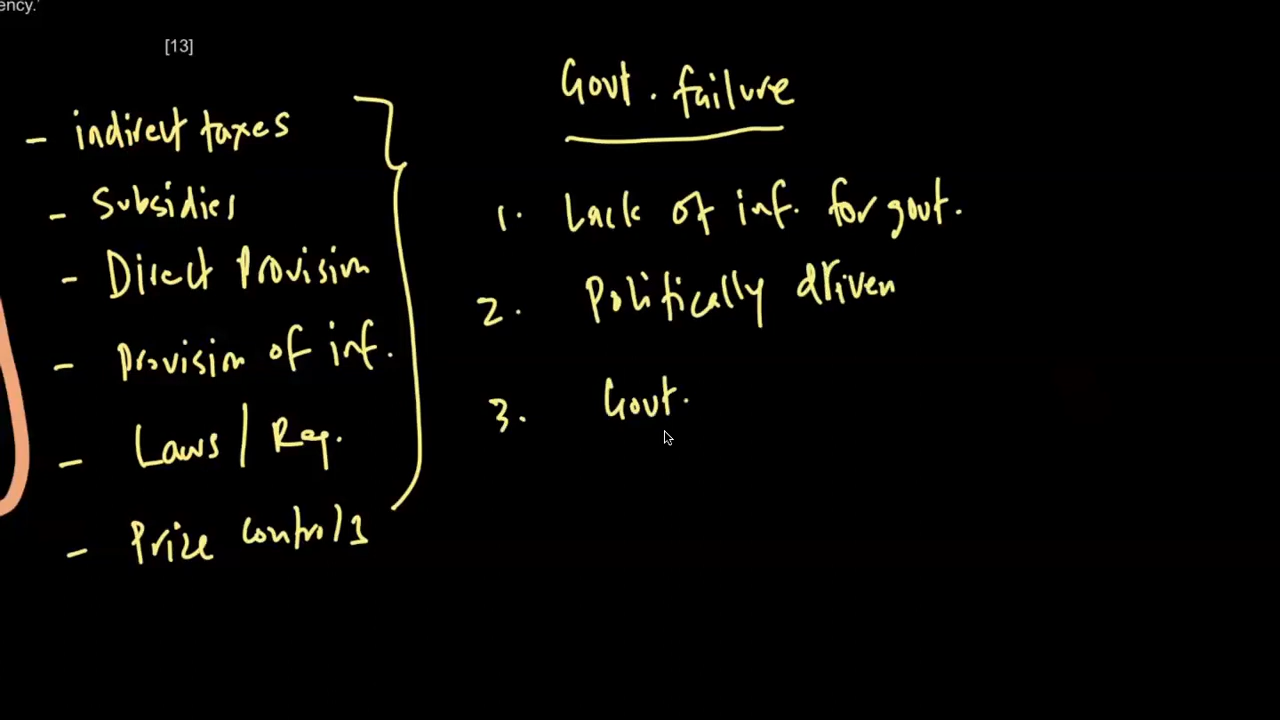 ency.'
[13]
- indirect taxes
- Subsidies
- Direct Provision
- Provision of inf.
- Laws / Reg.
- Price controls
Govt. failure
1. Lack of inf. for govt.
2. Politically driven
3. Govt.